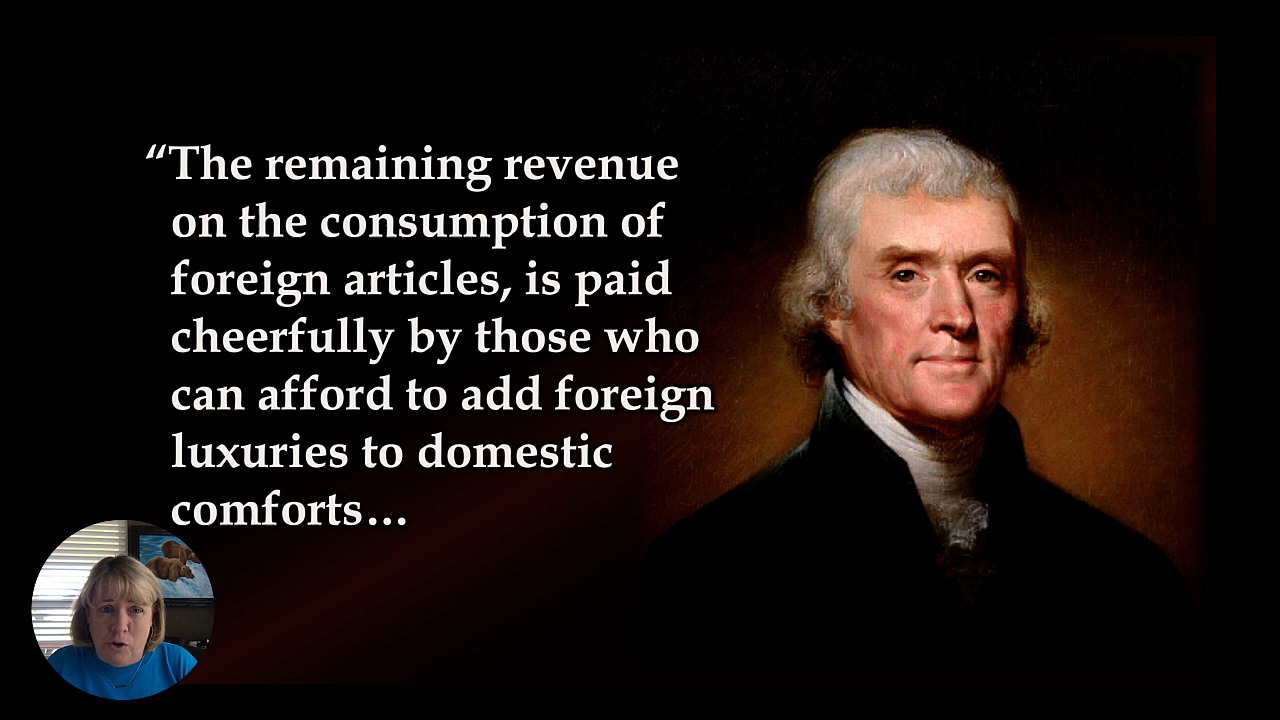 “The remaining revenue
on the consumption of
foreign articles, is paid
cheerfully by those who
can afford to add foreign
luxuries to domestic
comforts…